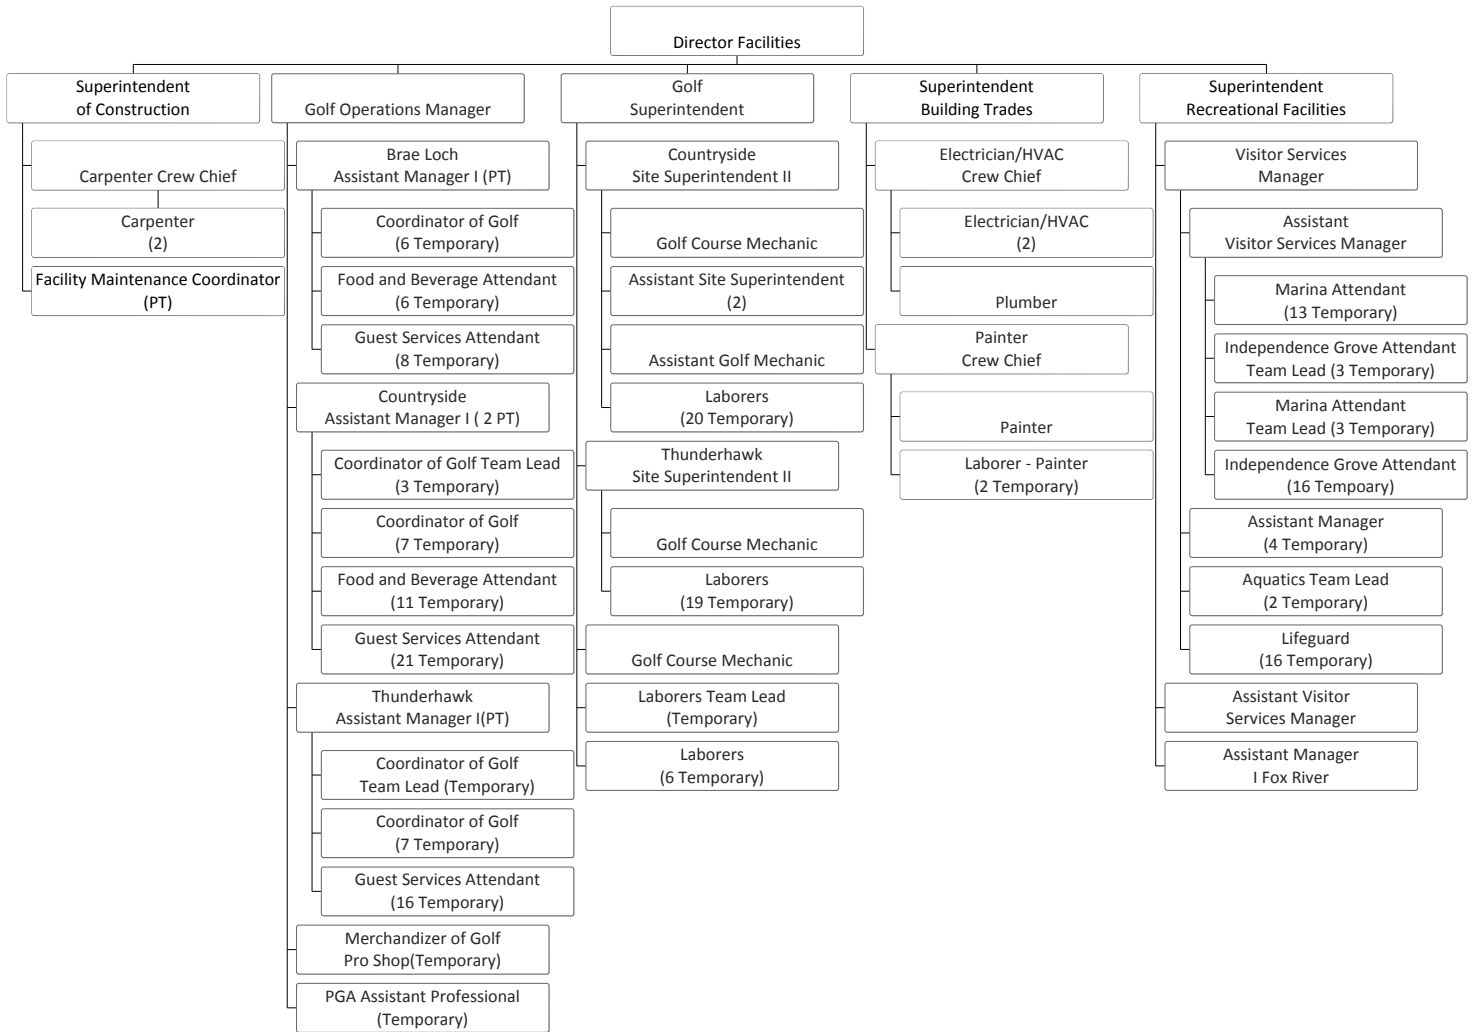 Director Facilities
Superintendent
of Construction
Carpenter Crew Chief
Carpenter
(2)
Facility Maintenance Coordinator
(PT)
Golf Operations Manager
Brae Loch
Assistant Manager I (PT)
Coordinator of Golf
(6 Temporary)
Food and Beverage Attendant
(6 Temporary)
Guest Services Attendant
(8 Temporary)
Countryside
Assistant Manager I ( 2 PT)
Coordinator of Golf Team Lead
(3 Temporary)
Coordinator of Golf
(7 Temporary)
Food and Beverage Attendant
(11 Temporary)
Guest Services Attendant
(21 Temporary)
Thunderhawk
Assistant Manager I(PT)
Coordinator of Golf
Team Lead (Temporary)
Coordinator of Golf
(7 Temporary)
Guest Services Attendant
(16 Temporary)
Merchandizer of Golf
Pro Shop(Temporary)
PGA Assistant Professional
(Temporary)
Golf
Superintendent
Countryside
Site Superintendent II
Golf Course Mechanic
Assistant Site Superintendent
(2)
Assistant Golf Mechanic
Laborers
(20 Temporary)
Thunderhawk
Site Superintendent II
Golf Course Mechanic
Laborers
(19 Temporary)
Golf Course Mechanic
Laborers Team Lead
(Temporary)
Laborers
(6 Temporary)
Superintendent
Building Trades
Electrician/HVAC
Crew Chief
Electrician/HVAC
(2)
Plumber
Painter
Crew Chief
Painter
Laborer - Painter
(2 Temporary)
Superintendent
Recreational Facilities
Visitor Services
Manager
Assistant
Visitor Services Manager
Marina Attendant
(13 Temporary)
Independence Grove Attendant
Team Lead (3 Temporary)
Marina Attendant
Team Lead (3 Temporary)
Independence Grove Attendant
(16 Tempoary)
Assistant Manager
(4 Temporary)
Aquatics Team Lead
(2 Temporary)
Lifeguard
(16 Temporary)
Assistant Visitor
Services Manager
Assistant Manager
I Fox River